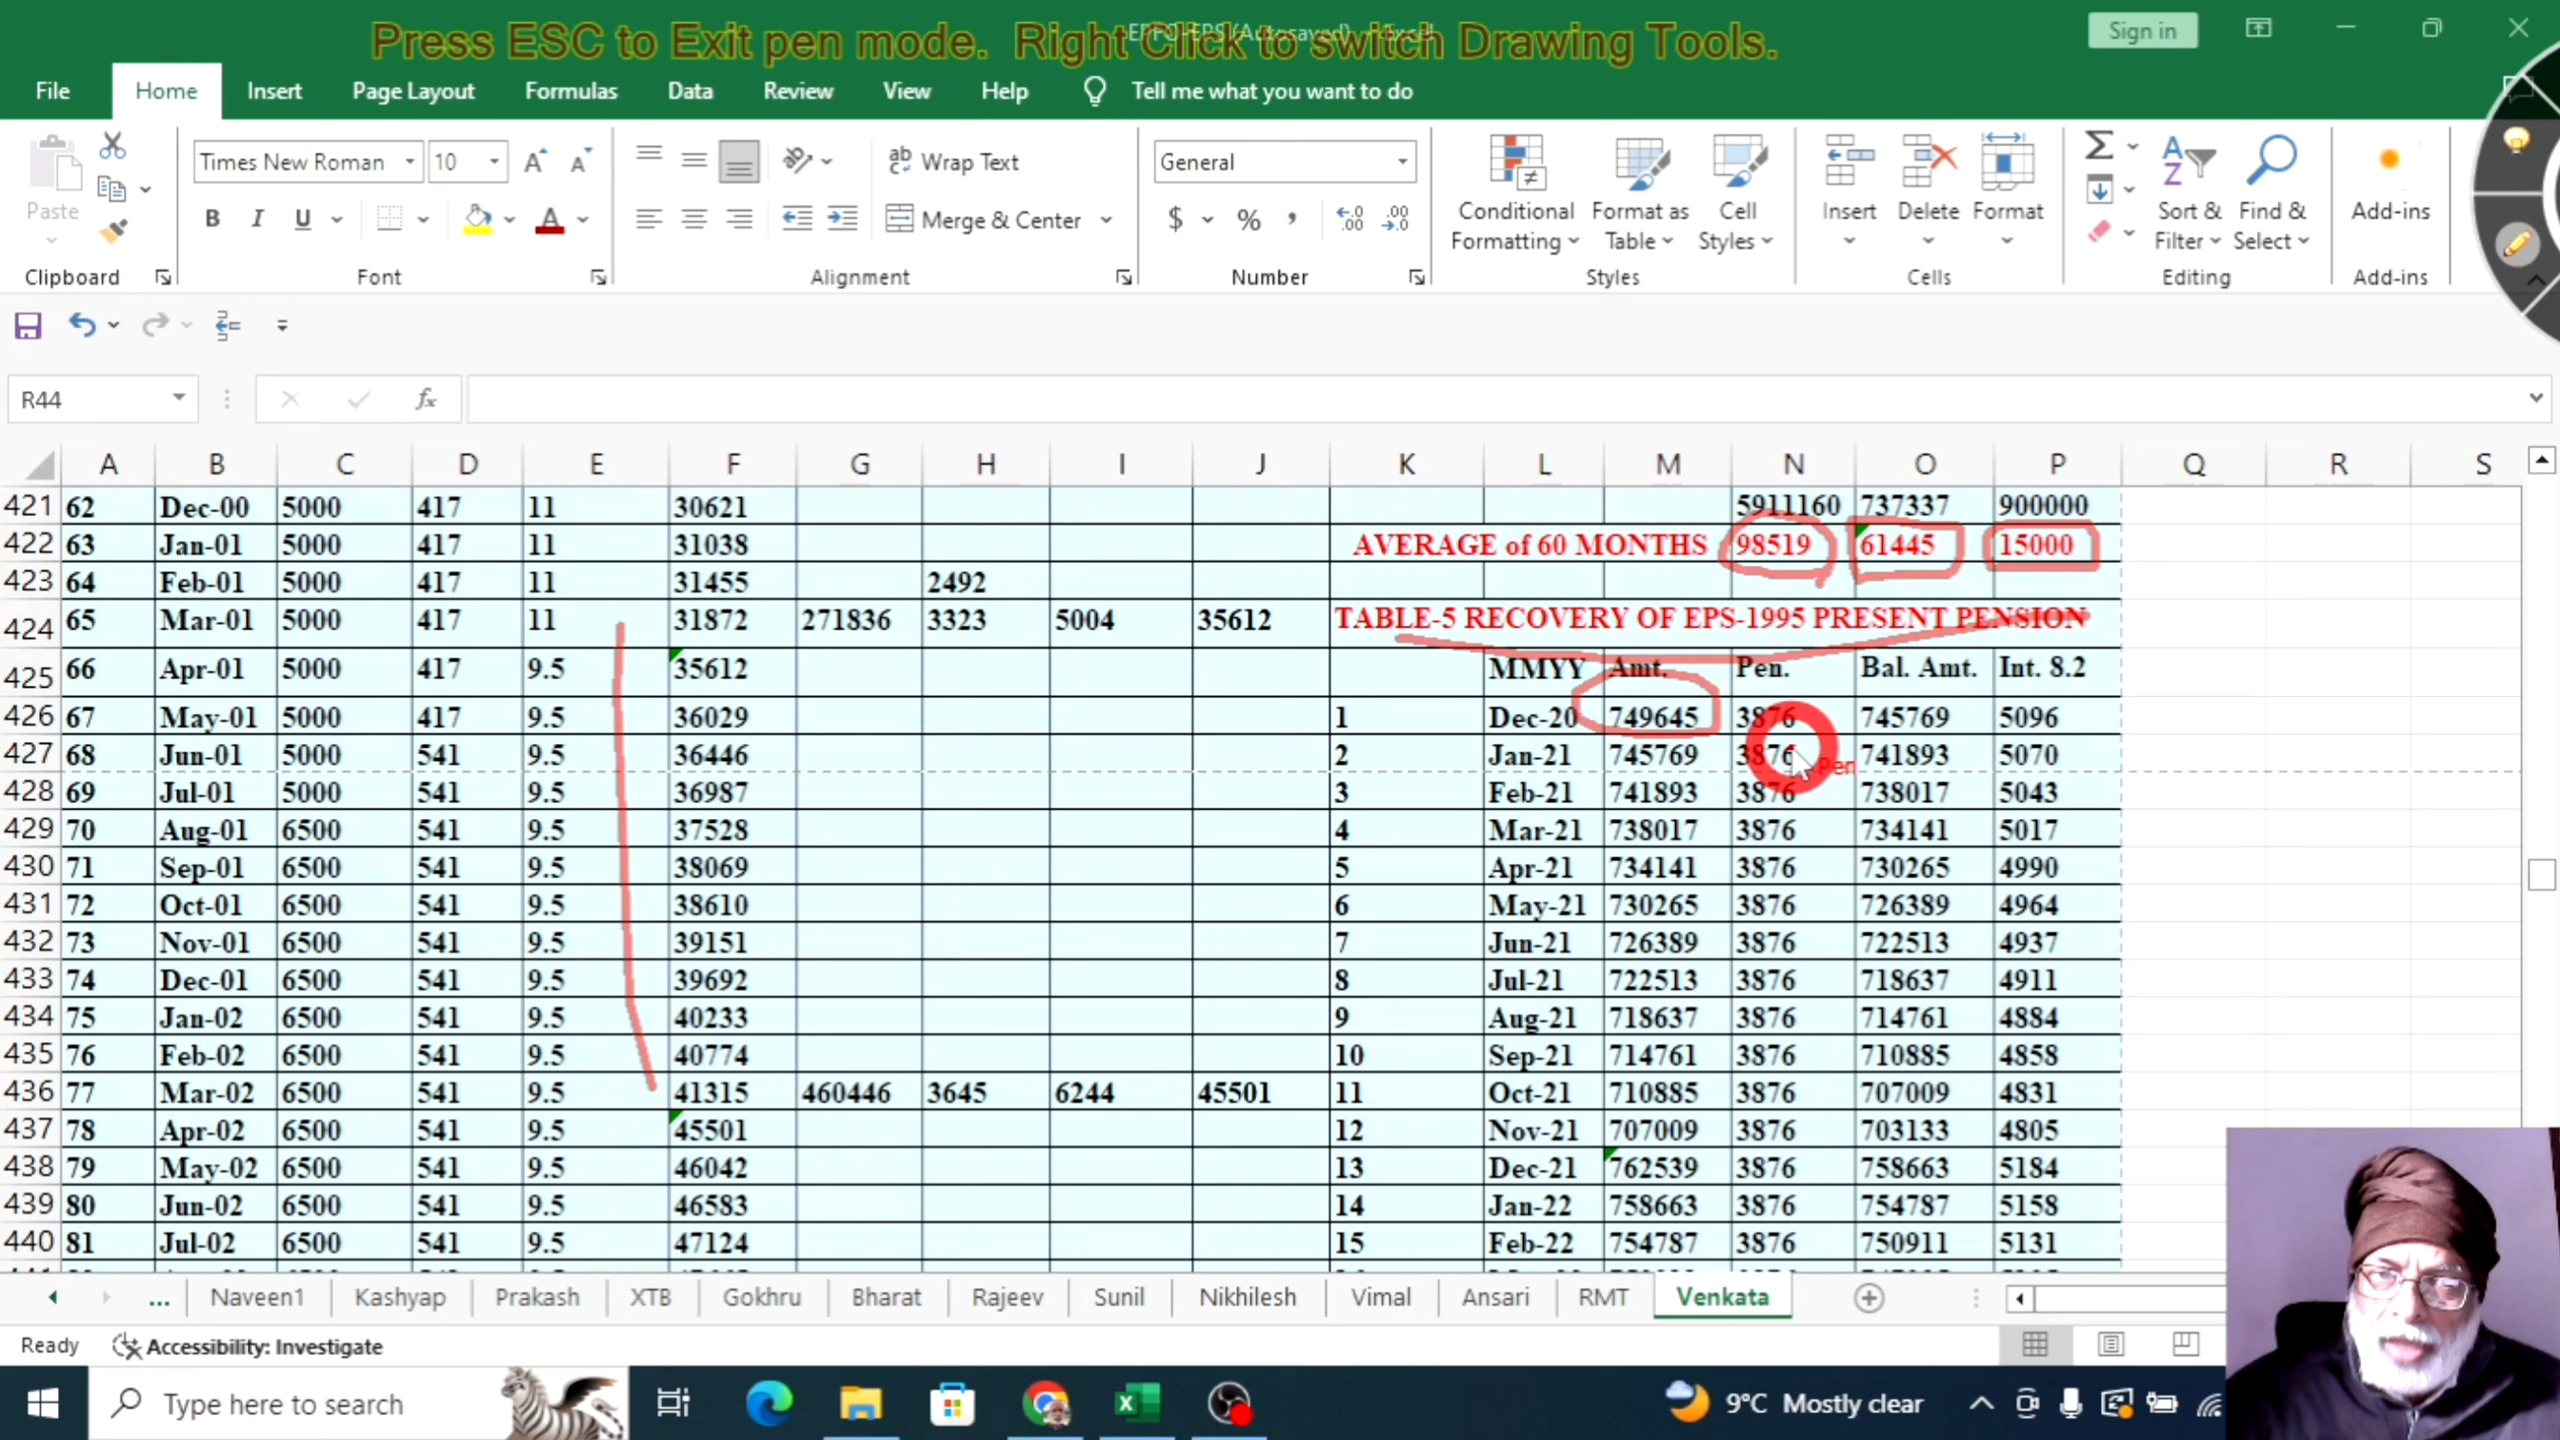 Press ESC to Exit pen mode. Right Click to switch Drawing Tools.
Sign in
File Home Insert Page Layout Formulas Data Review View Help Tell me what you want to do
Paste
Clipboard
Times New Roman 10
B I U
Font
Wrap Text
Merge & Center
Alignment
General
$ %
Number
Conditional Formatting
Format as Table
Cell Styles
Styles
Insert Delete Format
Cells
Sort & Filter
Find & Select
Editing
Add-ins
Add-ins
R44 fx
A B C D E F G H I J K L M N O P Q R S
421 62 Dec-00 5000 417 11 30621 5911160 737337 900000
422 63 Jan-01 5000 417 11 31038 AVERAGE of 60 MONTHS 98519 61445 15000
423 64 Feb-01 5000 417 11 31455 2492
424 65 Mar-01 5000 417 11 31872 271836 3323 5004 35612 TABLE-5 RECOVERY OF EPS-1995 PRESENT PENSION
425 66 Apr-01 5000 417 9.5 35612 MMYY Amt. Pen. Bal. Amt. Int. 8.2
426 67 May-01 5000 417 9.5 36029 1 Dec-20 749645 3876 745769 5096
427 68 Jun-01 5000 541 9.5 36446 2 Jan-21 745769 3876 741893 5070
Pen
428 69 Jul-01 5000 541 9.5 36987 3 Feb-21 741893 3876 738017 5043
429 70 Aug-01 6500 541 9.5 37528 4 Mar-21 738017 3876 734141 5017
430 71 Sep-01 6500 541 9.5 38069 5 Apr-21 734141 3876 730265 4990
431 72 Oct-01 6500 541 9.5 38610 6 May-21 730265 3876 726389 4964
432 73 Nov-01 6500 541 9.5 39151 7 Jun-21 726389 3876 722513 4937
433 74 Dec-01 6500 541 9.5 39692 8 Jul-21 722513 3876 718637 4911
434 75 Jan-02 6500 541 9.5 40233 9 Aug-21 718637 3876 714761 4884
435 76 Feb-02 6500 541 9.5 40774 10 Sep-21 714761 3876 710885 4858
436 77 Mar-02 6500 541 9.5 41315 460446 3645 6244 45501 11 Oct-21 710885 3876 707009 4831
437 78 Apr-02 6500 541 9.5 45501 12 Nov-21 707009 3876 703133 4805
438 79 May-02 6500 541 9.5 46042 13 Dec-21 762539 3876 758663 5184
439 80 Jun-02 6500 541 9.5 46583 14 Jan-22 758663 3876 754787 5158
440 81 Jul-02 6500 541 9.5 47124 15 Feb-22 754787 3876 750911 5131
... Naveen1 Kashyap Prakash XTB Gokhru Bharat Rajeev Sunil Nikhilesh Vimal Ansari RMT Venkata
Ready Accessibility: Investigate
Type here to search 9°C Mostly clear